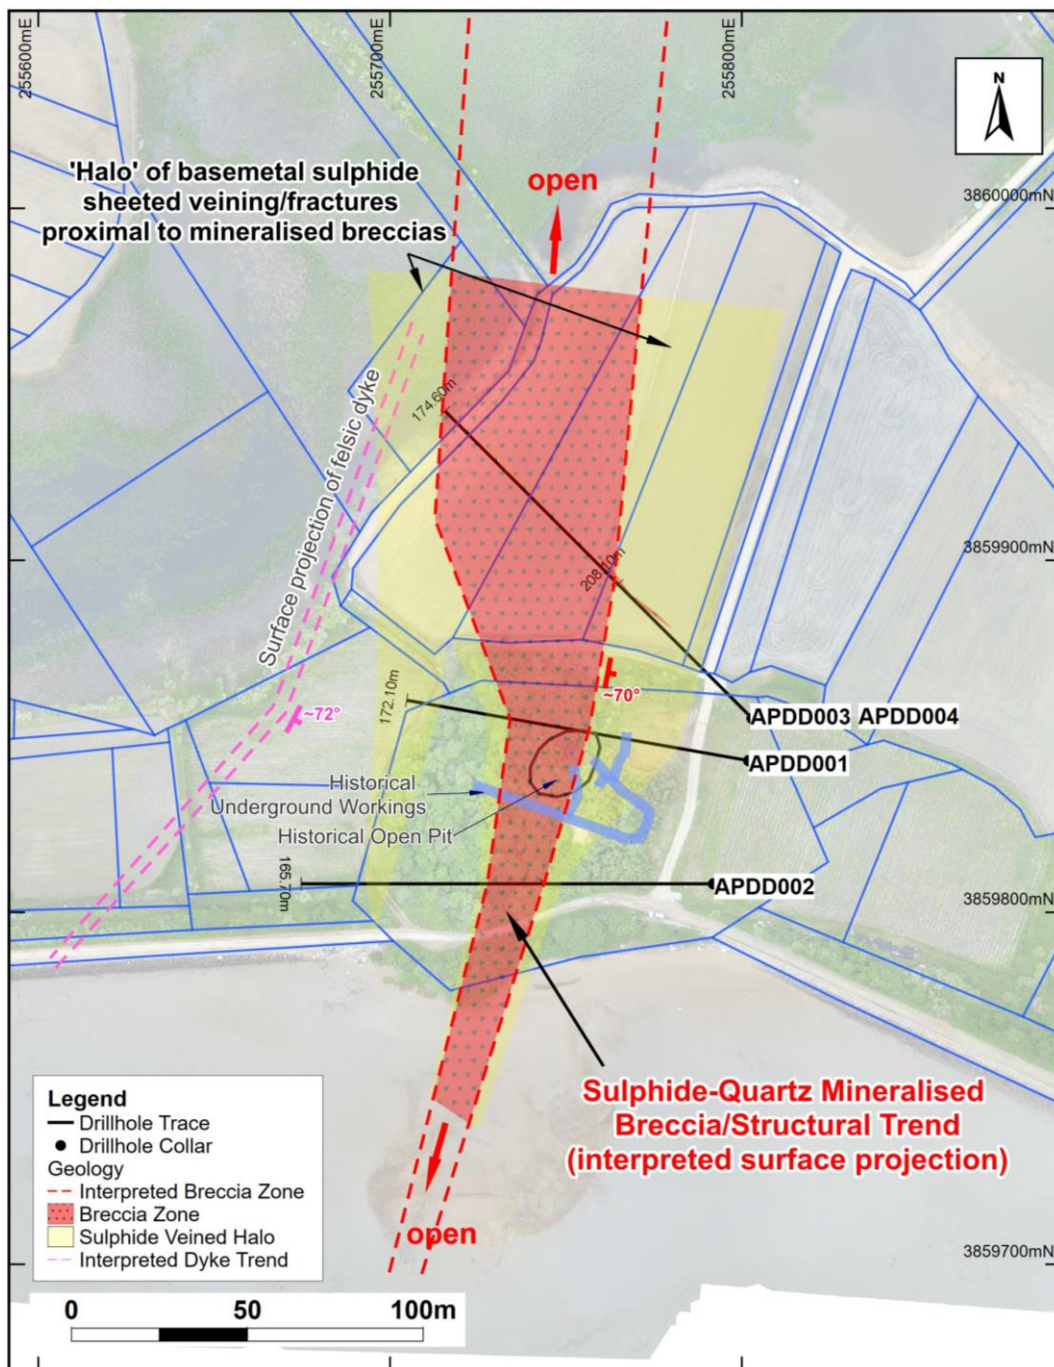 255600mE
255700mE
255800mE
N
'Halo' of basemetal sulphide
sheeted veining/fractures
proximal to mineralised breccias
open
3860000mN
174.60m
Surface projection of felsic dyke
3859900mN
208.10m
172.10m
~70°
~72°
APDD003 APDD004
APDD001
Historical
Underground Workings
Historical Open Pit
165.70m
APDD002
3859800mN
Sulphide-Quartz Mineralised
Breccia/Structural Trend
(interpreted surface projection)
open
3859700mN
Legend
Drillhole Trace
Drillhole Collar
Geology
Interpreted Breccia Zone
Breccia Zone
Sulphide Veined Halo
Interpreted Dyke Trend
0 50 100m